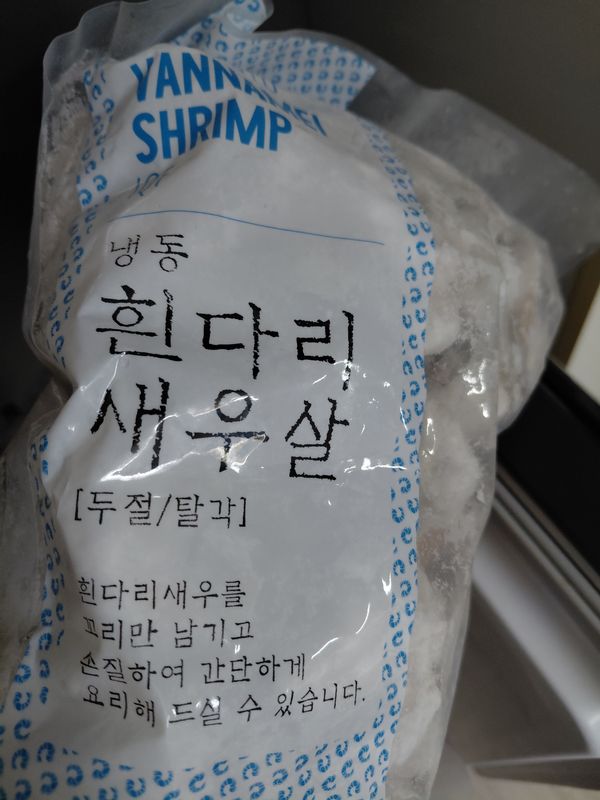 YANNAMEI
SHRIMP
냉동
흰다리
새우살
[두절/탈각]
흰다리새우를
꼬리만 남기고
손질하여 간단하게
요리해 드실 수 있습니다.